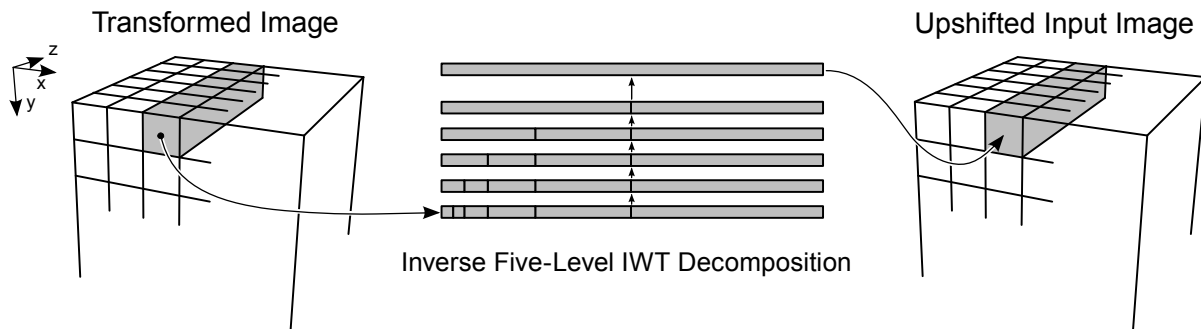 Transformed Image
Upshifted Input Image
z
x
y
Inverse Five-Level IWT Decomposition